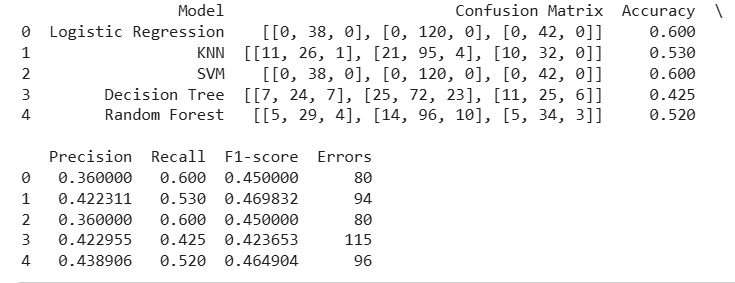 Model Confusion Matrix Accuracy \
0 Logistic Regression [[0, 38, 0], [0, 120, 0], [0, 42, 0]] 0.600
1 KNN [[11, 26, 1], [21, 95, 4], [10, 32, 0]] 0.530
2 SVM [[0, 38, 0], [0, 120, 0], [0, 42, 0]] 0.600
3 Decision Tree [[7, 24, 7], [25, 72, 23], [11, 25, 6]] 0.425
4 Random Forest [[5, 29, 4], [14, 96, 10], [5, 34, 3]] 0.520
Precision Recall F1-score Errors
0 0.360000 0.600 0.450000 80
1 0.422311 0.530 0.469832 94
2 0.360000 0.600 0.450000 80
3 0.422955 0.425 0.423653 115
4 0.438906 0.520 0.464904 96